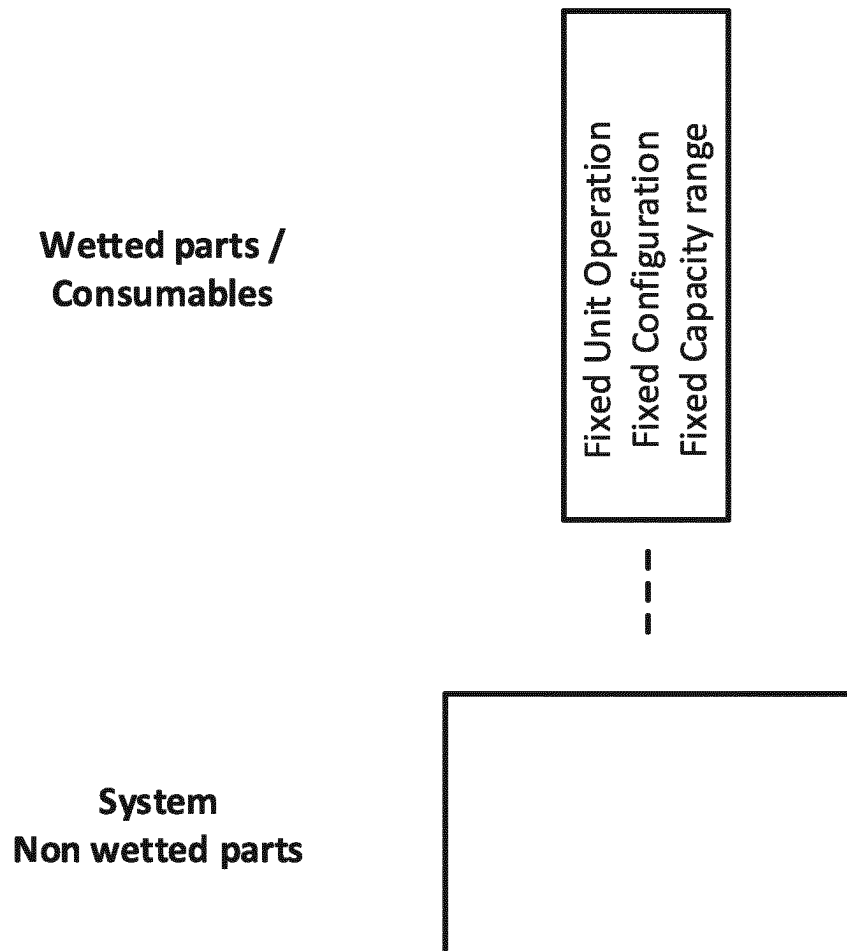 Wetted parts /
Consumables
Fixed Unit Operation
Fixed Configuration
Fixed Capacity range
System
Non wetted parts